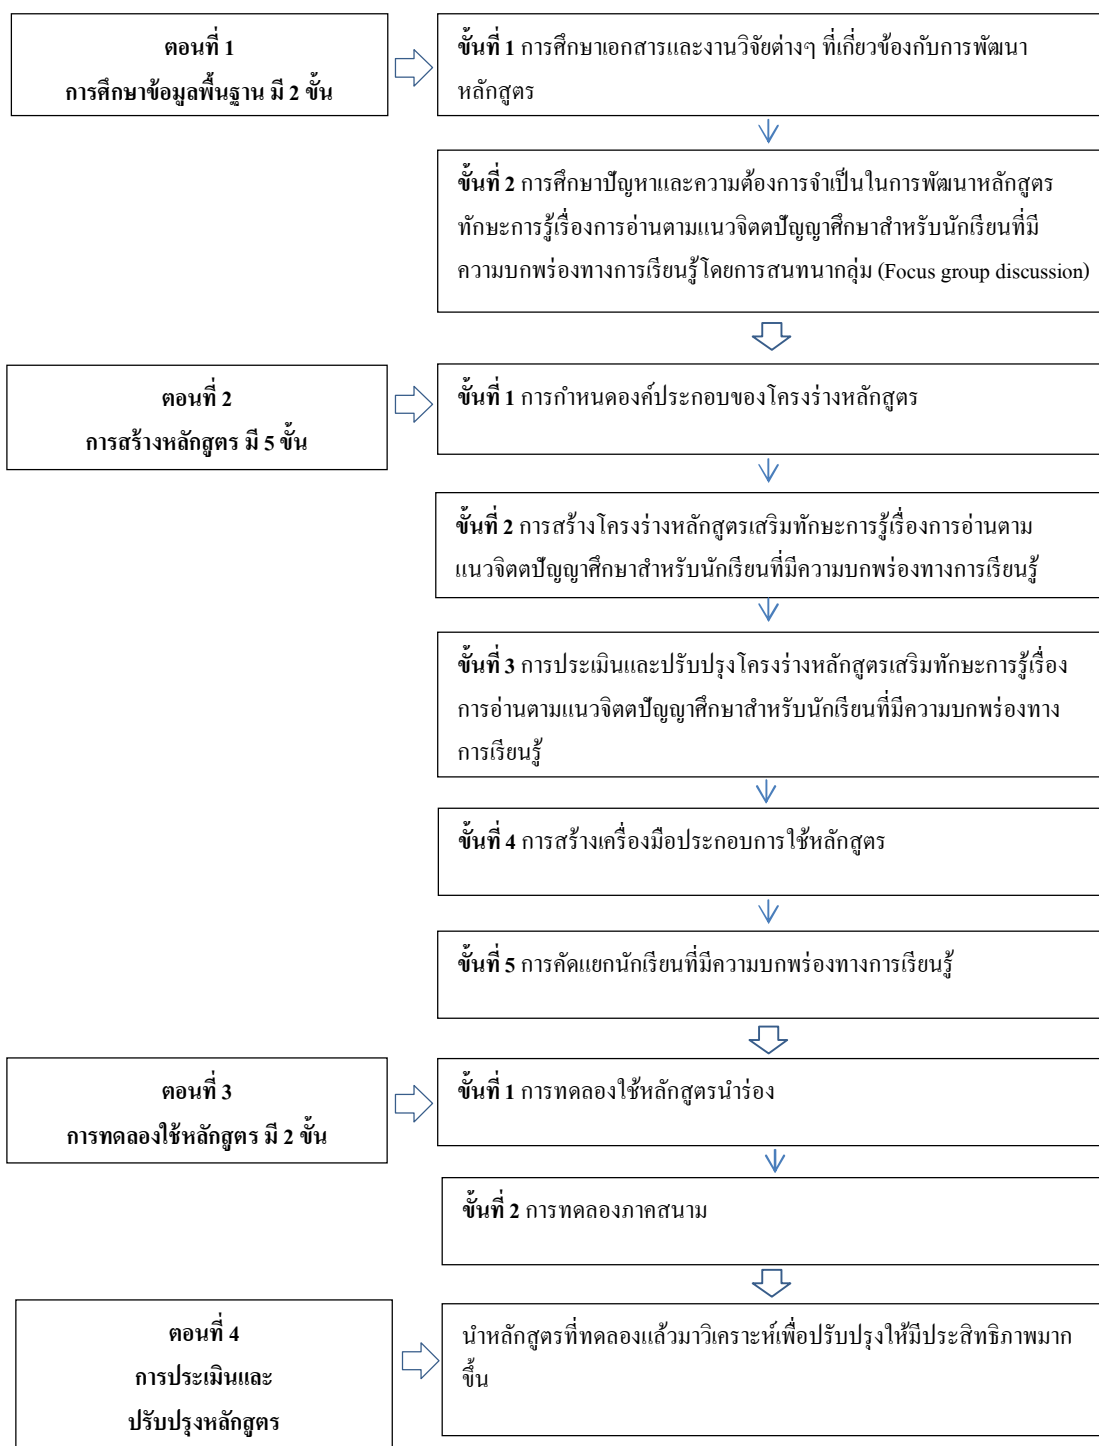 ตอนที่ 1
การศึกษาข้อมูลพื้นฐาน มี 2 ขั้น
ขั้นที่ 1 การศึกษาเอกสารและงานวิจัยต่างๆ ที่เกี่ยวข้องกับการพัฒนา
หลักสูตร
ขั้นที่ 2 การศึกษาปัญหาและความต้องการจำเป็นในการพัฒนาหลักสูตร
ทักษะการรู้เรื่องการอ่านตามแนวจิตตปัญญาศึกษาสำหรับนักเรียนที่มี
ความบกพร่องทางการเรียนรู้โดยการสนทนากลุ่ม (Focus group discussion)
ตอนที่ 2
การสร้างหลักสูตร มี 5 ขั้น
ขั้นที่ 1 การกำหนดองค์ประกอบของโครงร่างหลักสูตร
ขั้นที่ 2 การสร้างโครงร่างหลักสูตรเสริมทักษะการรู้เรื่องการอ่านตาม
แนวจิตตปัญญาศึกษาสำหรับนักเรียนที่มีความบกพร่องทางการเรียนรู้
ขั้นที่ 3 การประเมินและปรับปรุงโครงร่างหลักสูตรเสริมทักษะการรู้เรื่อง
การอ่านตามแนวจิตตปัญญาศึกษาสำหรับนักเรียนที่มีความบกพร่องทาง
การเรียนรู้
ขั้นที่ 4 การสร้างเครื่องมือประกอบการใช้หลักสูตร
ขั้นที่ 5 การคัดแยกนักเรียนที่มีความบกพร่องทางการเรียนรู้
ตอนที่ 3
การทดลองใช้หลักสูตร มี 2 ขั้น
ขั้นที่ 1 การทดลองใช้หลักสูตรนำร่อง
ขั้นที่ 2 การทดลองภาคสนาม
ตอนที่ 4
การประเมินและ
ปรับปรุงหลักสูตร
นำหลักสูตรที่ทดลองแล้วมาวิเคราะห์เพื่อปรับปรุงให้มีประสิทธิภาพมาก
ขึ้น